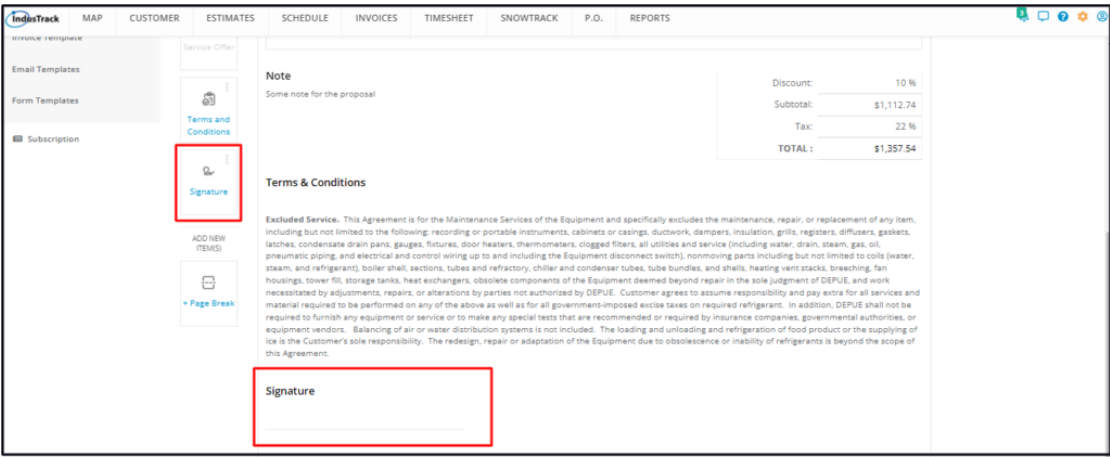 IndusTrack MAP CUSTOMER ESTIMATES SCHEDULE INVOICES TIMESHEET SNOWTRACK P.O. REPORTS 3
Invoice Template
Email Templates
Form Templates
Subscription
Service Offer
Terms and
Conditions
Signature
ADD NEW
ITEM(S)
+ Page Break
Note
Some note for the proposal
Discount: 10 %
Subtotal: $1,112.74
Tax: 22 %
TOTAL : $1,357.54
Terms & Conditions
Excluded Service. This Agreement is for the Maintenance Services of the Equipment and specifically excludes the maintenance, repair, or replacement of any item,
including but not limited to the following: recording or portable instruments, cabinets or casings, ductwork, dampers, insulation, grills, registers, diffusers, gaskets,
latches, condensate drain pans, gauges, fixtures, door heaters, thermometers, clogged filters, all utilities and service (including water, drain, steam, gas, oil,
pneumatic piping, and electrical and control wiring up to and including the Equipment disconnect switch), nonmoving parts including but not limited to coils (water,
steam, and refrigerant), boiler shell, sections, tubes and refractory, chiller and condenser tubes, tube bundles, and shells, heating vent stacks, breeching, fan
housings, tower fill, storage tanks, heat exchangers, obsolete components of the Equipment deemed beyond repair in the sole judgment of DEPUE, and work
necessitated by adjustments, repairs, or alterations by parties not authorized by DEPUE. Customer agrees to assume responsibility and pay extra for all services and
material required to be performed on any of the above as well as for all government-imposed excise taxes on required refrigerant. In addition, DEPUE shall not be
required to furnish any equipment or service or to make any special tests that are recommended or required by insurance companies, governmental authorities, or
equipment vendors. Balancing of air or water distribution systems is not included. The loading and unloading and refrigeration of food product or the supplying of
ice is the Customer's sole responsibility. The redesign, repair or adaptation of the Equipment due to obsolescence or inability of refrigerants is beyond the scope of
this Agreement.
Signature